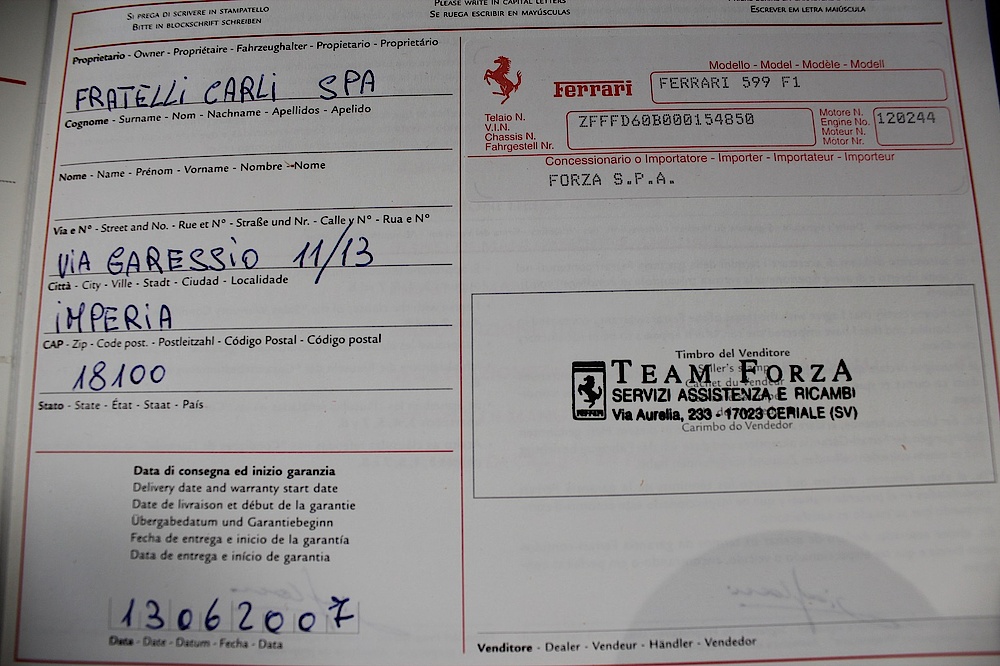 Si prega di scrivere in stampatello
Bitte in Blockschrift schreiben
Please write in capital letters
Se ruega escribir en mayúsculas
Escrever em letra maiúscula
Proprietario - Owner - Propriétaire - Fahrzeughalter - Propietario - Proprietário
FRATELLI CARLI SPA
Cognome - Surname - Nom - Nachname - Apellidos - Apelido
Nome - Name - Prénom - Vorname - Nombre - Nome
Via e N° - Street and No. - Rue et N° - Straße und Nr. - Calle y N° - Rua e N°
VIA GARESSIO 11/13
Città - City - Ville - Stadt - Ciudad - Localidade
IMPERIA
CAP - Zip - Code post. - Postleitzahl - Código Postal - Código postal
18100
Stato - State - État - Staat - País
Data di consegna ed inizio garanzia
Delivery date and warranty start date
Date de livraison et début de la garantie
Übergabedatum und Garantiebeginn
Fecha de entrega e inicio de la garantía
Data de entrega e início de garantia
13062007
Data - Date - Datum - Fecha - Data
Modello - Model - Modèle - Modell
Ferrari
FERRARI 599 F1
Telaio N.
V.I.N.
Chassis N.
Fahrgestell Nr.
ZFFFD60B000154850
Motore N.
Engine No.
Moteur N.
Motor Nr.
120244
Concessionario o Importatore - Importer - Importateur - Importeur
FORZA S.P.A.
Timbro del Venditore
Seller's stamp
Cachet du Vendeur
TEAM FORZA
SERVIZI ASSISTENZA E RICAMBI
Via Aurelia, 233 - 17023 CERIALE (SV)
Carimbo do Vendedor
Venditore - Dealer - Vendeur - Händler - Vendedor